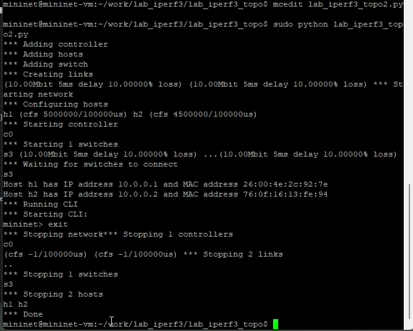 mininet@mininet-vm:~/work/lab_iperf3/lab_iperf3_topo$ mcedit lab_iperf3_topo2.py
mininet@mininet-vm:~/work/lab_iperf3/lab_iperf3_topo$ sudo python lab_iperf3_top
o2.py
*** Adding controller
*** Adding hosts
*** Adding switch
*** Creating links
(10.00Mbit 5ms delay 10.00000% loss) (10.00Mbit 5ms delay 10.00000% loss) *** St
arting network
*** Configuring hosts
h1 (cfs 5000000/100000us) h2 (cfs 4500000/100000us)
*** Starting controller
c0
*** Starting 1 switches
s3 (10.00Mbit 5ms delay 10.00000% loss) ...(10.00Mbit 5ms delay 10.00000% loss)
*** Waiting for switches to connect
s3
Host h1 has IP address 10.0.0.1 and MAC address 26:00:4e:2c:92:7e
Host h2 has IP address 10.0.0.2 and MAC address 76:0f:16:13:fe:94
*** Running CLI
*** Starting CLI:
mininet> exit
*** Stopping network*** Stopping 1 controllers
c0
(cfs -1/100000us) (cfs -1/100000us) *** Stopping 2 links
..
*** Stopping 1 switches
s3
*** Stopping 2 hosts
h1 h2
*** Done
mininet@mininet-vm:~/work/lab_iperf3/lab_iperf3_topo$